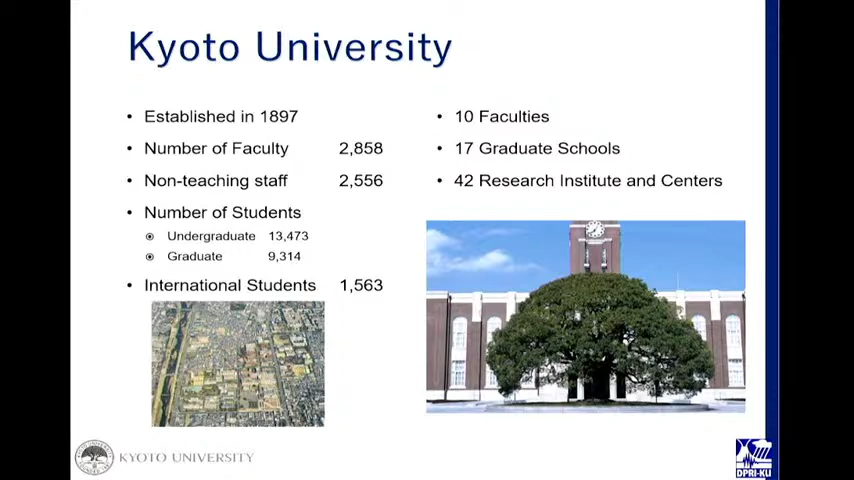 Kyoto University
• Established in 1897
• Number of Faculty 2,858
• Non-teaching staff 2,556
• Number of Students
Undergraduate 13,473
Graduate 9,314
• International Students 1,563
• 10 Faculties
• 17 Graduate Schools
• 42 Research Institute and Centers
KYOTO UNIVERSITY
DPRI-KU